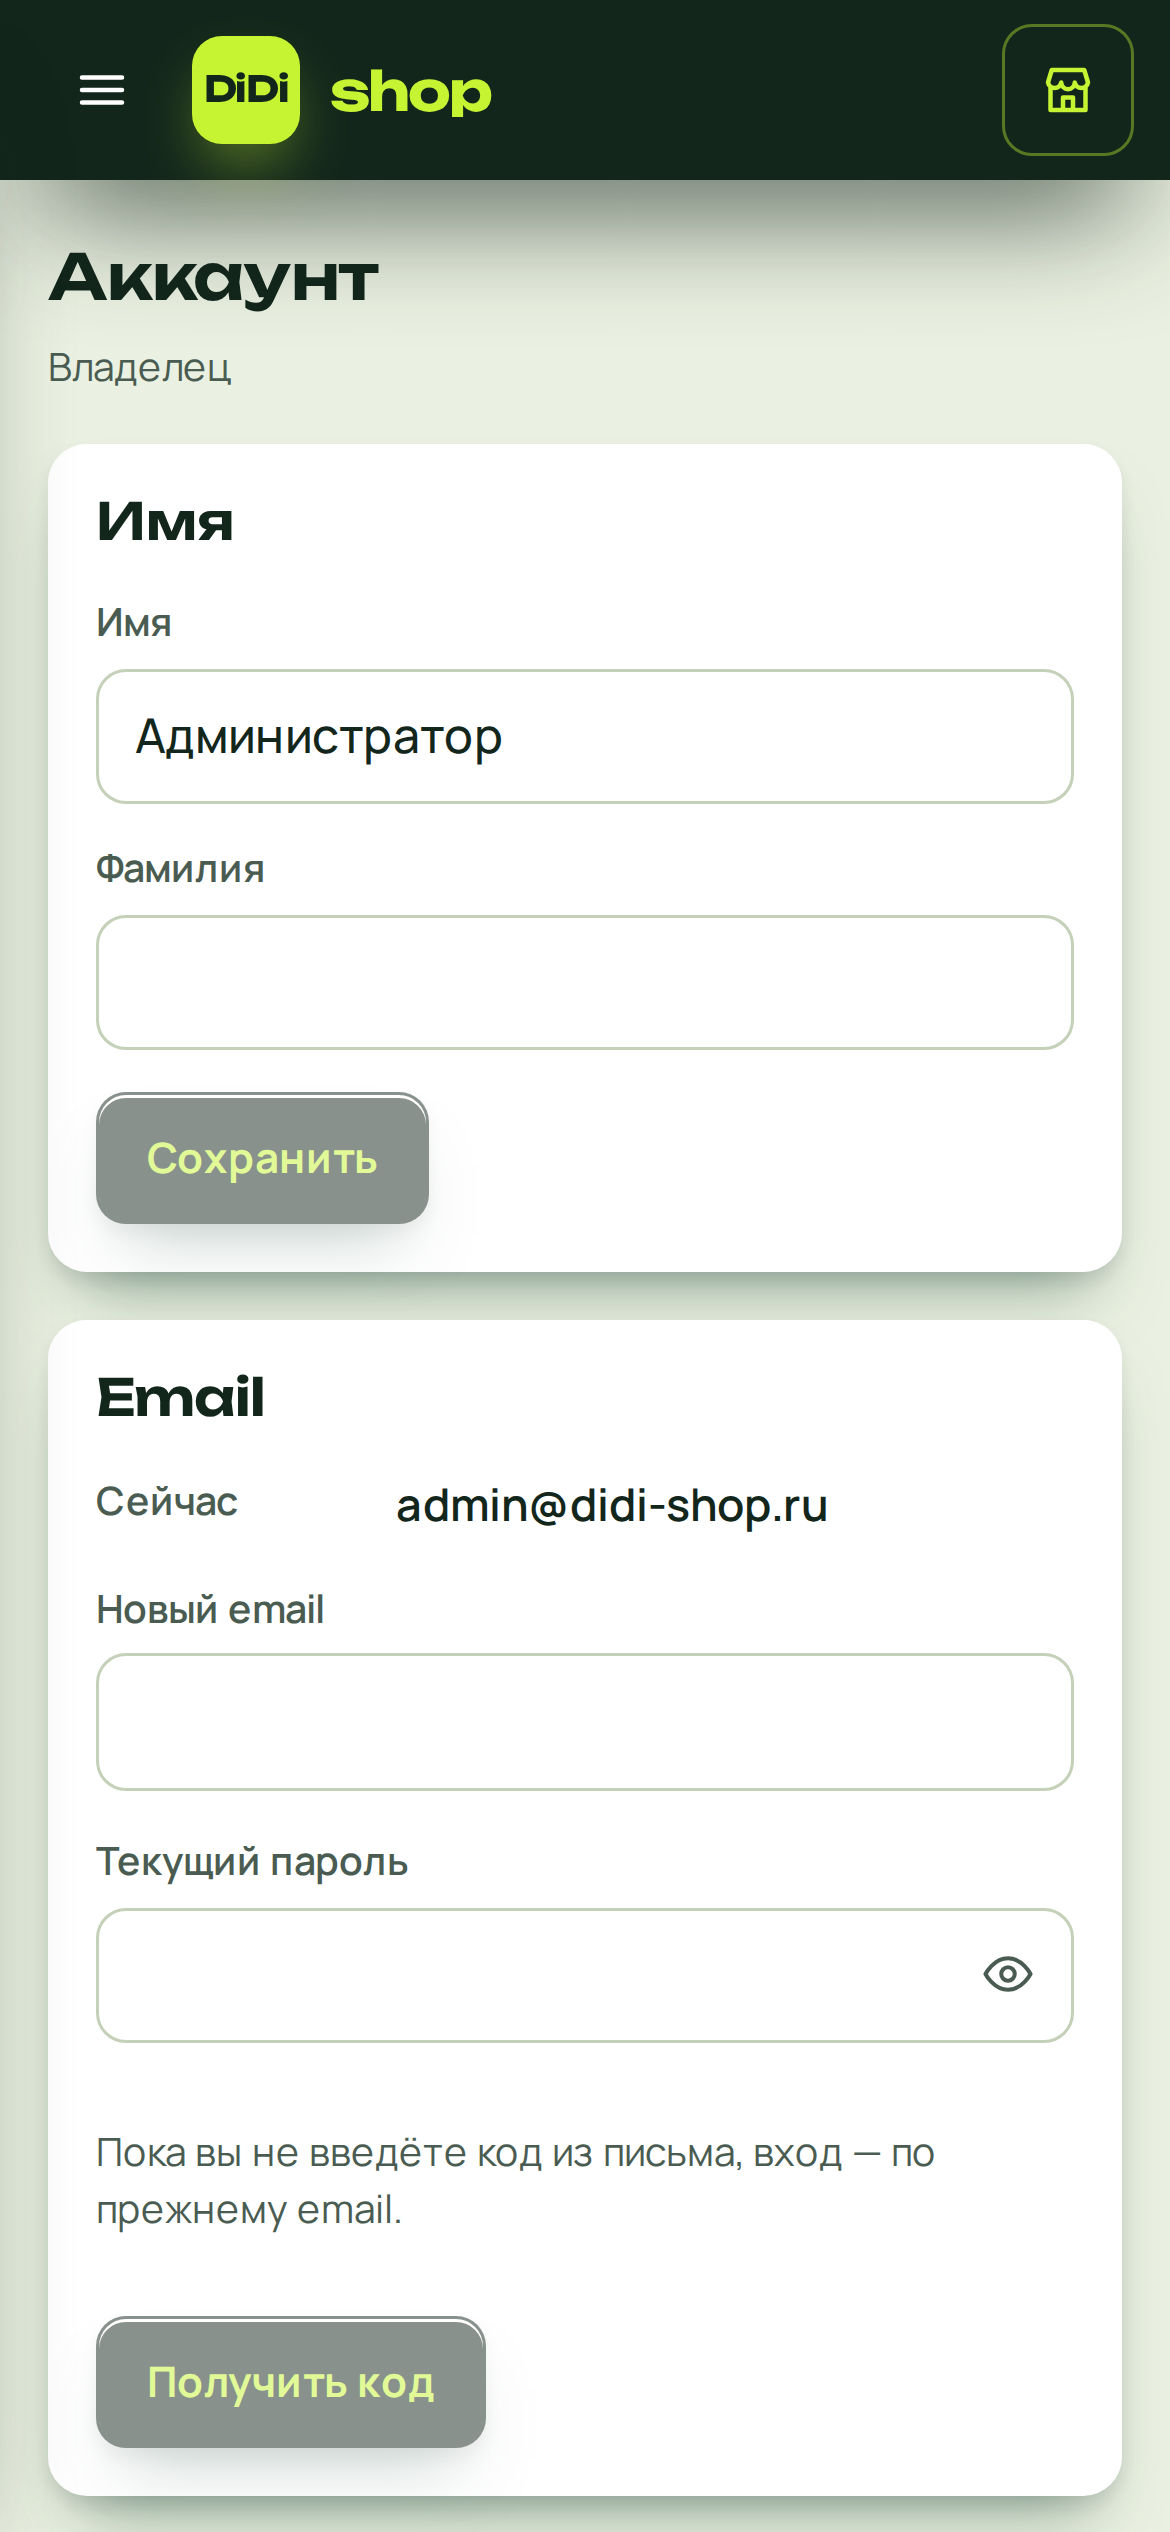 DiDi shop
Аккаунт
Владелец
Имя
Имя
Администратор
Фамилия
Сохранить
Email
Сейчас admin@didi-shop.ru
Новый email
Текущий пароль
Пока вы не введёте код из письма, вход — по
прежнему email.
Получить код